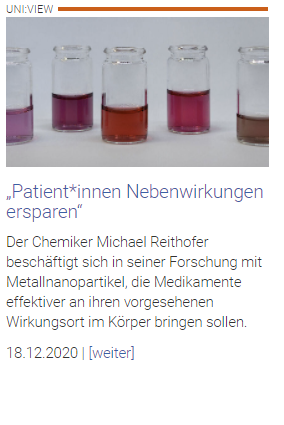 UNI:VIEW
„Patient*innen Nebenwirkungen
ersparen“
Der Chemiker Michael Reithofer
beschäftigt sich in seiner Forschung mit
Metallnanopartikel, die Medikamente
effektiver an ihren vorgesehenen
Wirkungsort im Körper bringen sollen.
18.12.2020 | [weiter]